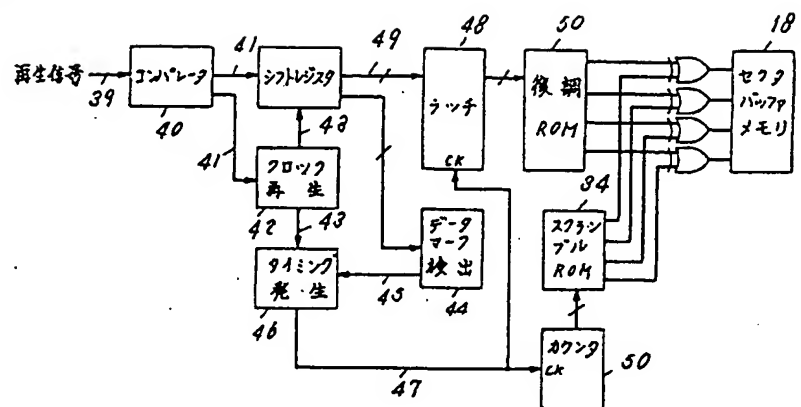 48
50
18
再生信号
39
コンパレータ
40
41
シフトレジスタ
49
ラッチ
CK
復調
ROM
セクタ
バッファ
メモリ
41
42
クロック
再生
42
43
データ
マーク
検出
44
45
34
スクラン
ブル
ROM
タイミング
発生
46
47
カウンタ
CK
50